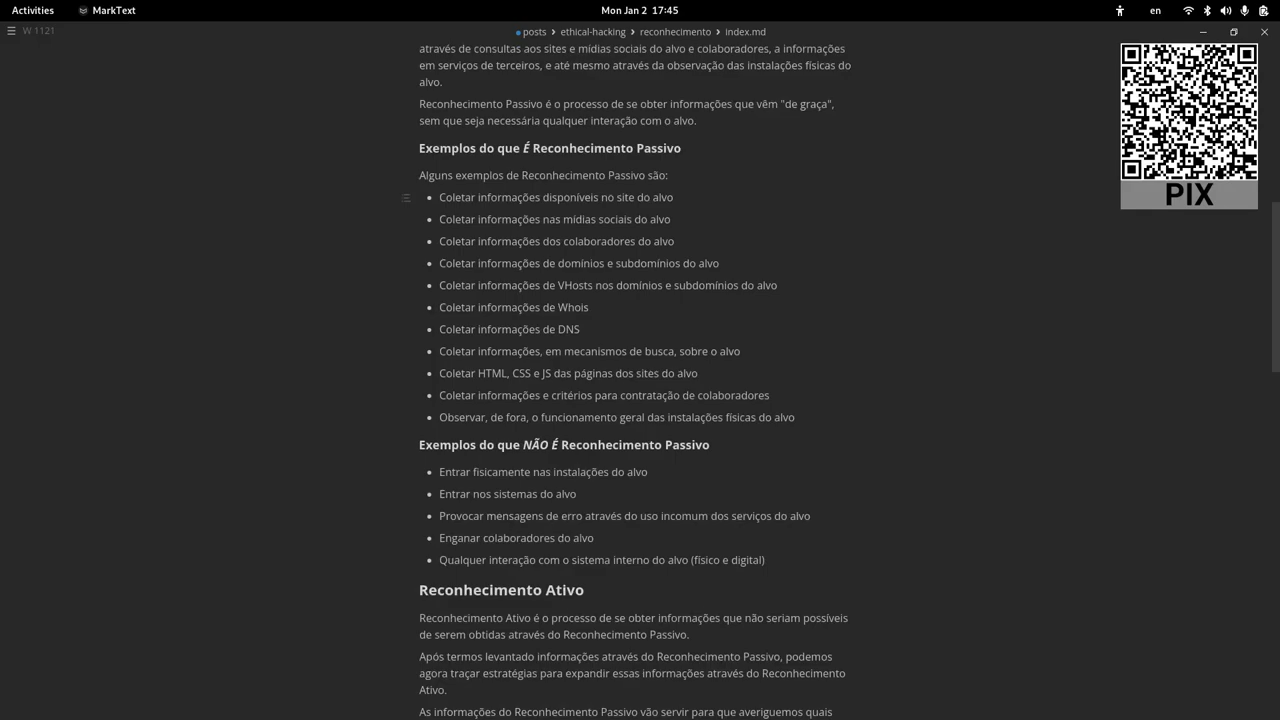 Activities
MarkText
Mon Jan 2 17:45
en
W 1121
posts > ethical-hacking > reconhecimento > index.md
através de consultas aos sites e mídias sociais do alvo e colaboradores, a informações
em serviços de terceiros, e até mesmo através da observação das instalações físicas do
alvo.
Reconhecimento Passivo é o processo de se obter informações que vêm "de graça",
sem que seja necessária qualquer interação com o alvo.
Exemplos do que É Reconhecimento Passivo
Alguns exemplos de Reconhecimento Passivo são:
Coletar informações disponíveis no site do alvo
Coletar informações nas mídias sociais do alvo
Coletar informações dos colaboradores do alvo
Coletar informações de domínios e subdomínios do alvo
Coletar informações de VHosts nos domínios e subdomínios do alvo
Coletar informações de Whois
Coletar informações de DNS
Coletar informações, em mecanismos de busca, sobre o alvo
Coletar HTML, CSS e JS das páginas dos sites do alvo
Coletar informações e critérios para contratação de colaboradores
Observar, de fora, o funcionamento geral das instalações físicas do alvo
Exemplos do que NÃO É Reconhecimento Passivo
Entrar fisicamente nas instalações do alvo
Entrar nos sistemas do alvo
Provocar mensagens de erro através do uso incomum dos serviços do alvo
Enganar colaboradores do alvo
Qualquer interação com o sistema interno do alvo (físico e digital)
Reconhecimento Ativo
Reconhecimento Ativo é o processo de se obter informações que não seriam possíveis
de serem obtidas através do Reconhecimento Passivo.
Após termos levantado informações através do Reconhecimento Passivo, podemos
agora traçar estratégias para expandir essas informações através do Reconhecimento
Ativo.
As informações do Reconhecimento Passivo vão servir para que averiguemos quais
PIX